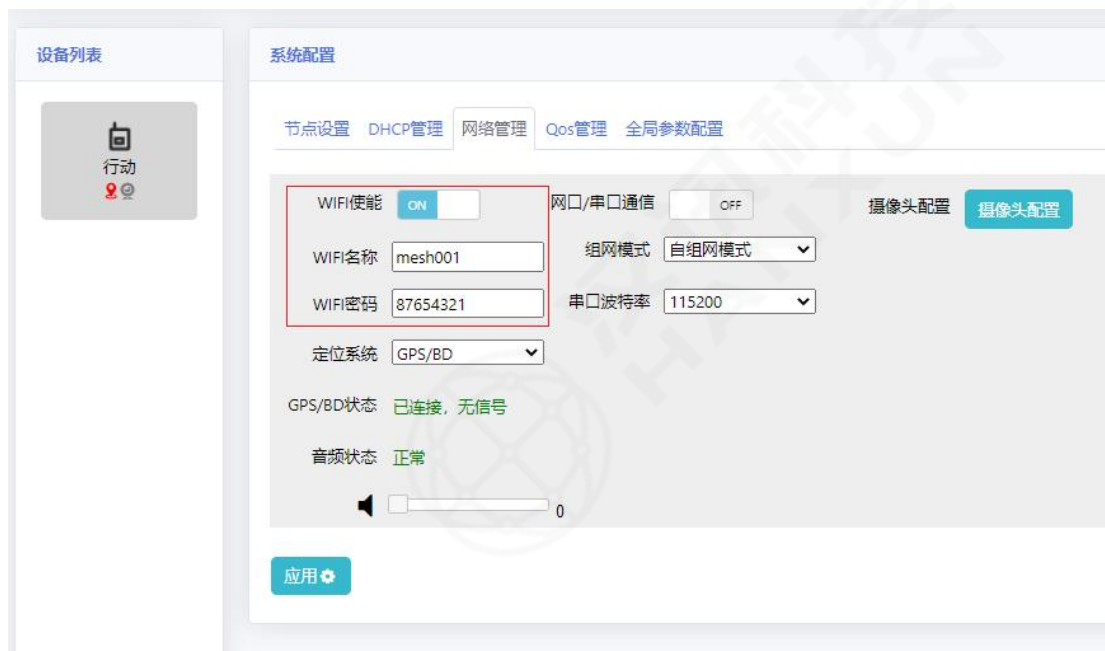 设备列表
系统配置
行动
节点设置 DHCP管理 网络管理 Qos管理 全局参数配置
WIFI使能 ON 网口/串口通信 OFF 摄像头配置 摄像头配置
WIFI名称 mesh001 组网模式 自组网模式
WIFI密码 87654321 串口波特率 115200
定位系统 GPS/BD
GPS/BD状态 已连接，无信号
音频状态 正常
0
应用
汉讯科技
HANXUN